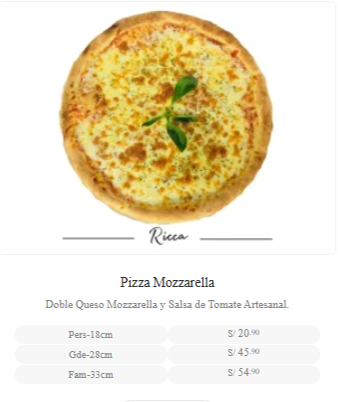 Ricca
Pizza Mozzarella
Doble Queso Mozzarella y Salsa de Tomate Artesanal.
Pers-18cm S/ 20.90
Gde-28cm S/ 45.90
Fam-33cm S/ 54.90